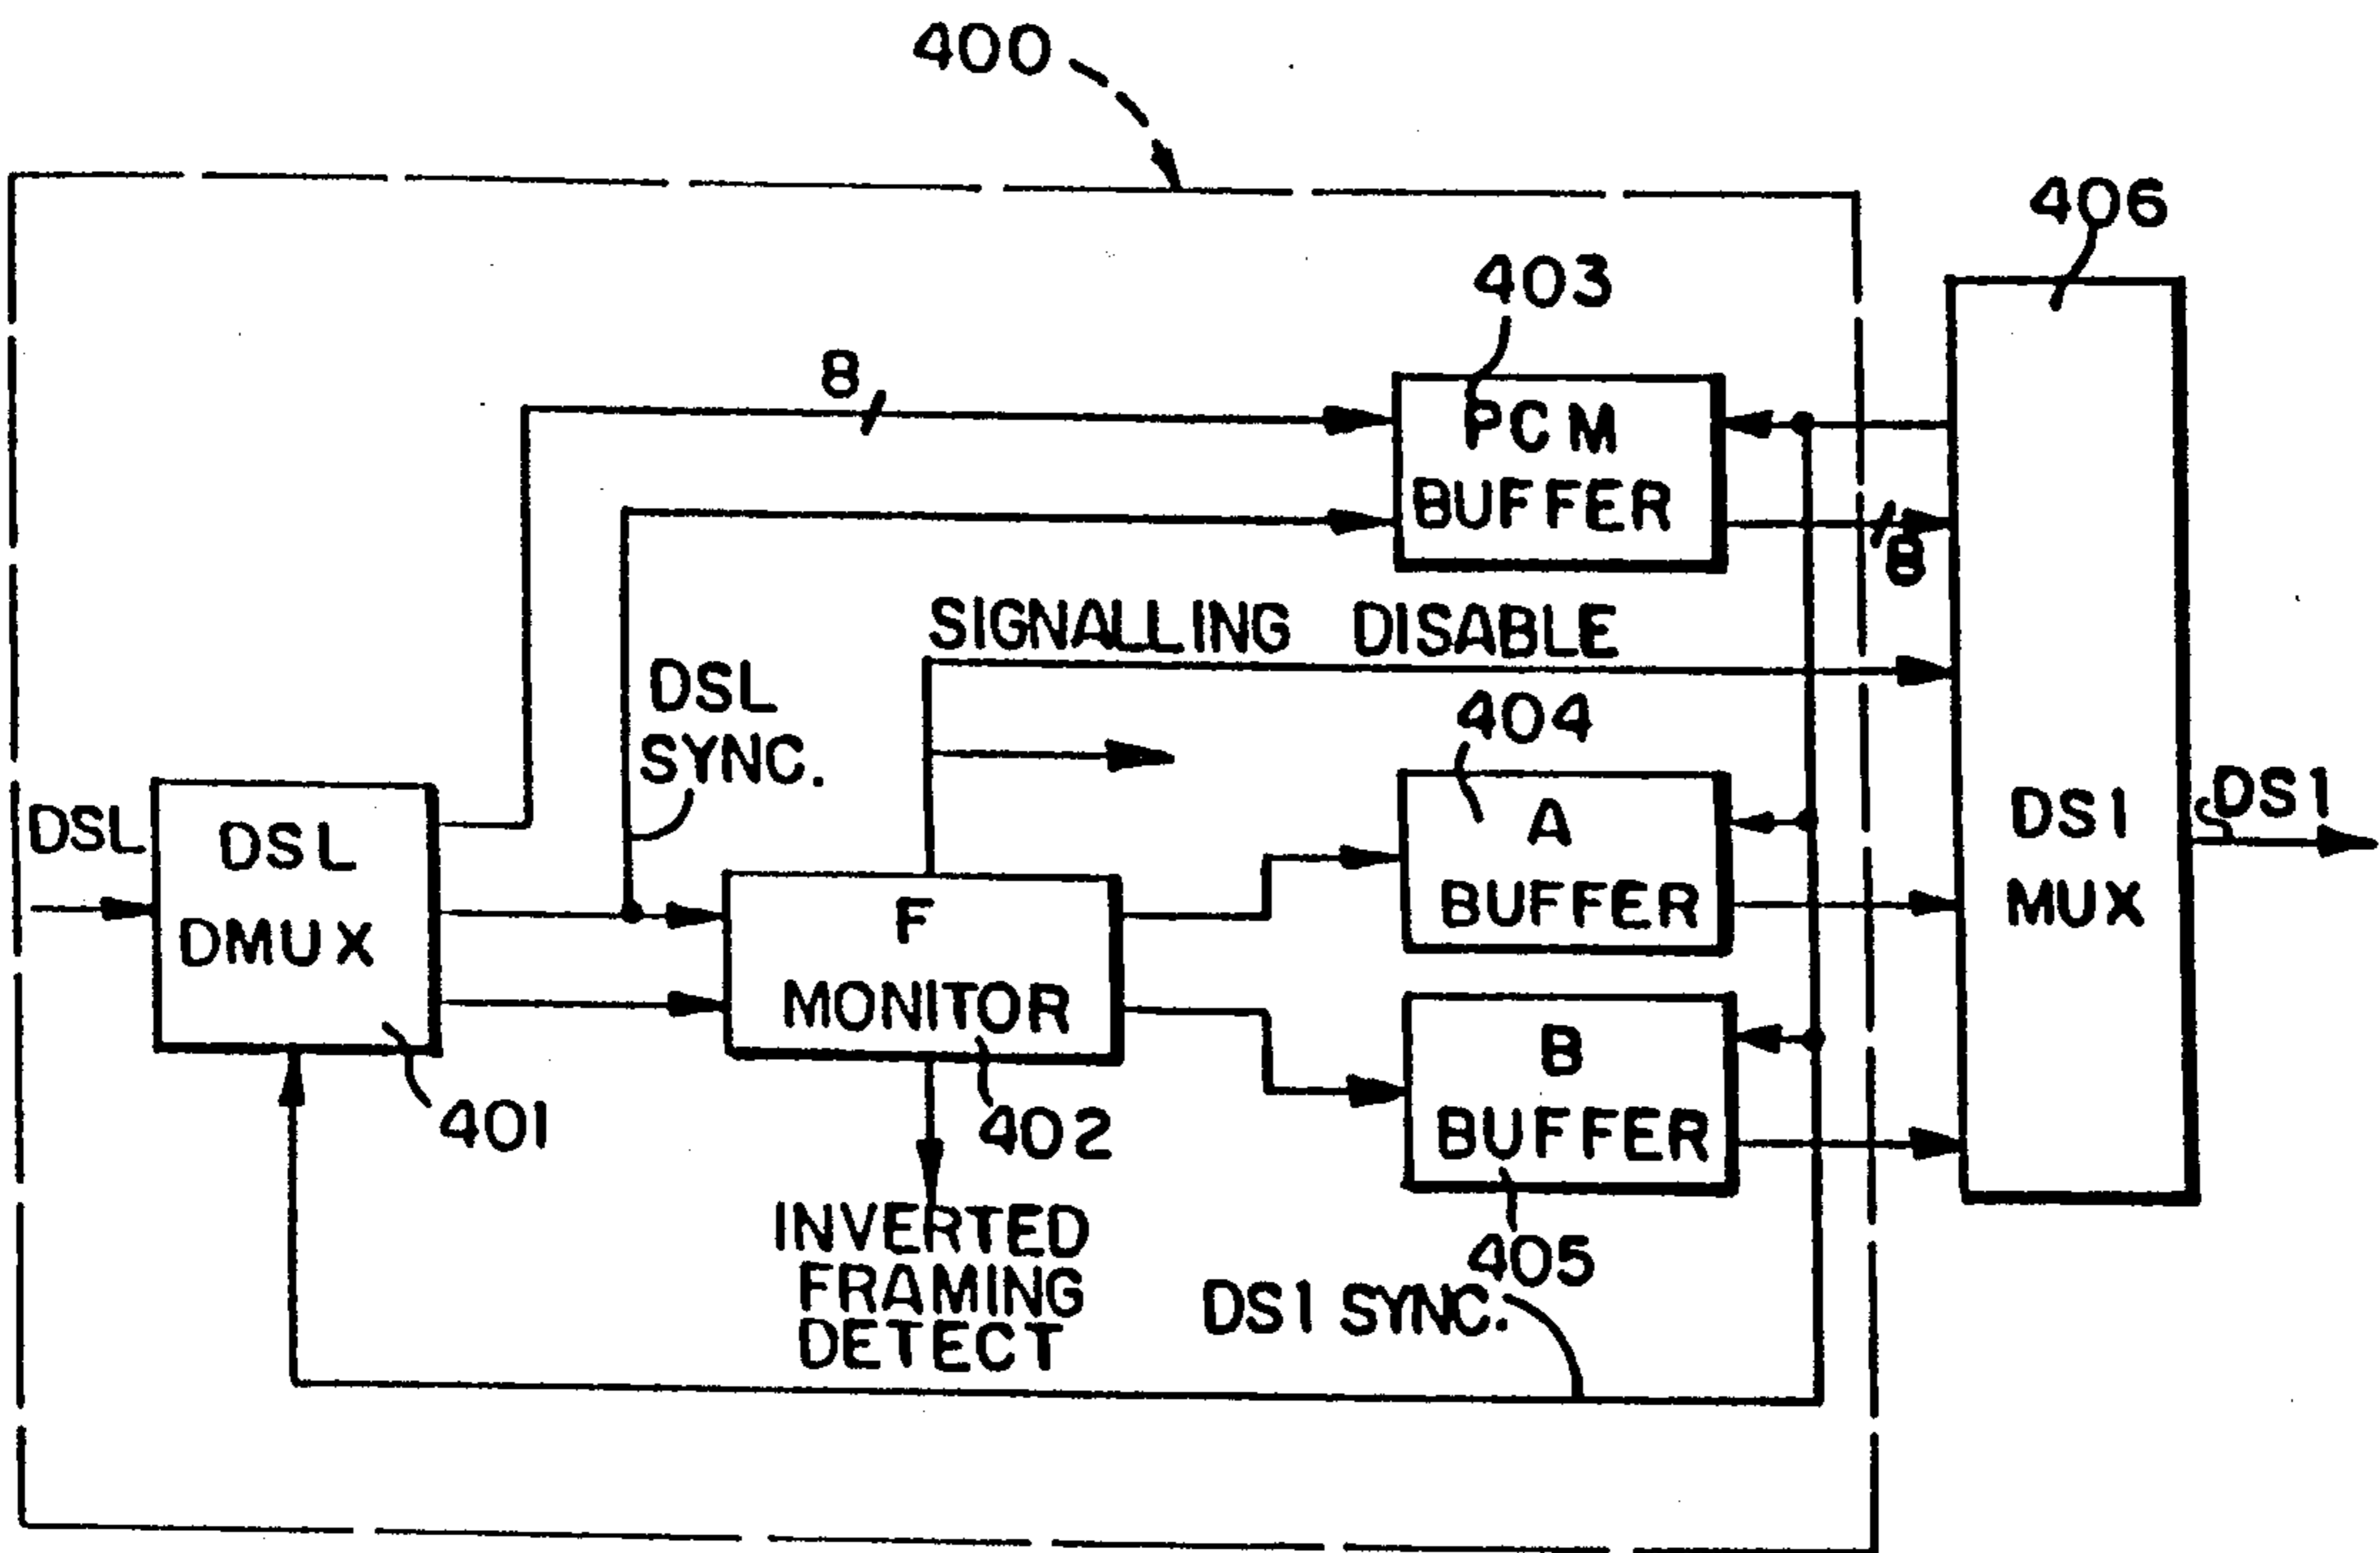 400
406
403
8
PCM
BUFFER
8
SIGNALLING DISABLE
DSL
SYNC.
404
DSL
DSL
DMUX
A
BUFFER
DS1
MUX
DS1
F
MONITOR
B
BUFFER
401
402
405
INVERTED
FRAMING
DETECT
DS1 SYNC.